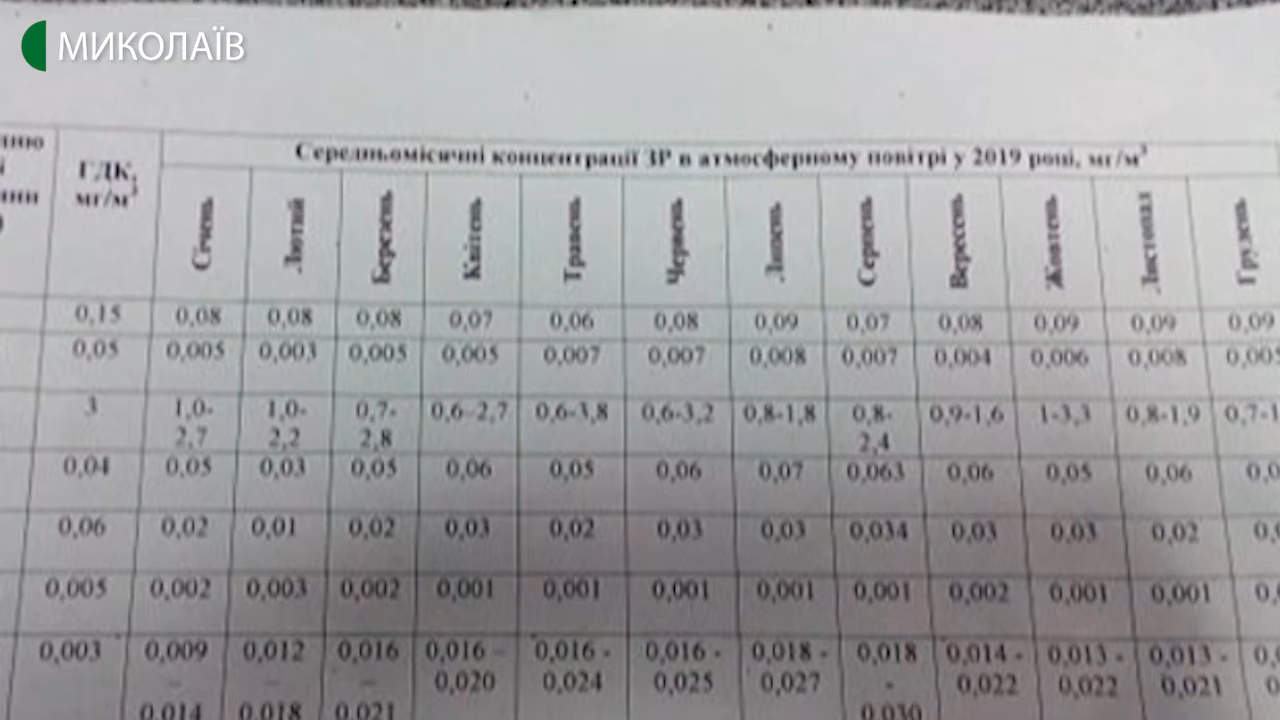 МИКОЛАЇВ
ГДК, мг/м³
Середньомісячні концентрації ЗР в атмосферному повітрі у 2019 році, мг/м³
Січень Лютий Березень Квітень Травень Червень Липень Серпень Вересень Жовтень Листопад Грудень
0,15 0,08 0,08 0,08 0,07 0,06 0,08 0,09 0,07 0,08 0,09 0,09 0,09
0,05 0,005 0,003 0,005 0,005 0,007 0,007 0,008 0,007 0,004 0,006 0,008 0,005
3 1,0- 1,0- 0,7- 0,6–2,7 0,6-3,8 0,6-3,2 0,8-1,8 0,8- 0,9-1,6 1-3,3 0,8-1,9 0,7-1
2,7 2,2 2,8 2,4
0,04 0,05 0,03 0,05 0,06 0,05 0,06 0,07 0,063 0,06 0,05 0,06
0,06 0,02 0,01 0,02 0,03 0,02 0,03 0,03 0,034 0,03 0,03 0,02
0,005 0,002 0,003 0,002 0,001 0,001 0,001 0,001 0,001 0,002 0,001 0,001
0,003 0,009 0,012 0,016 0,016 – 0,016 - 0,016 - 0,018 - 0,018 0,014 - 0,013 - 0,013 -
– – – 0,020 0,024 0,025 0,027 - 0,022 0,022 0,021
0,014 0,018 0,021 0,030